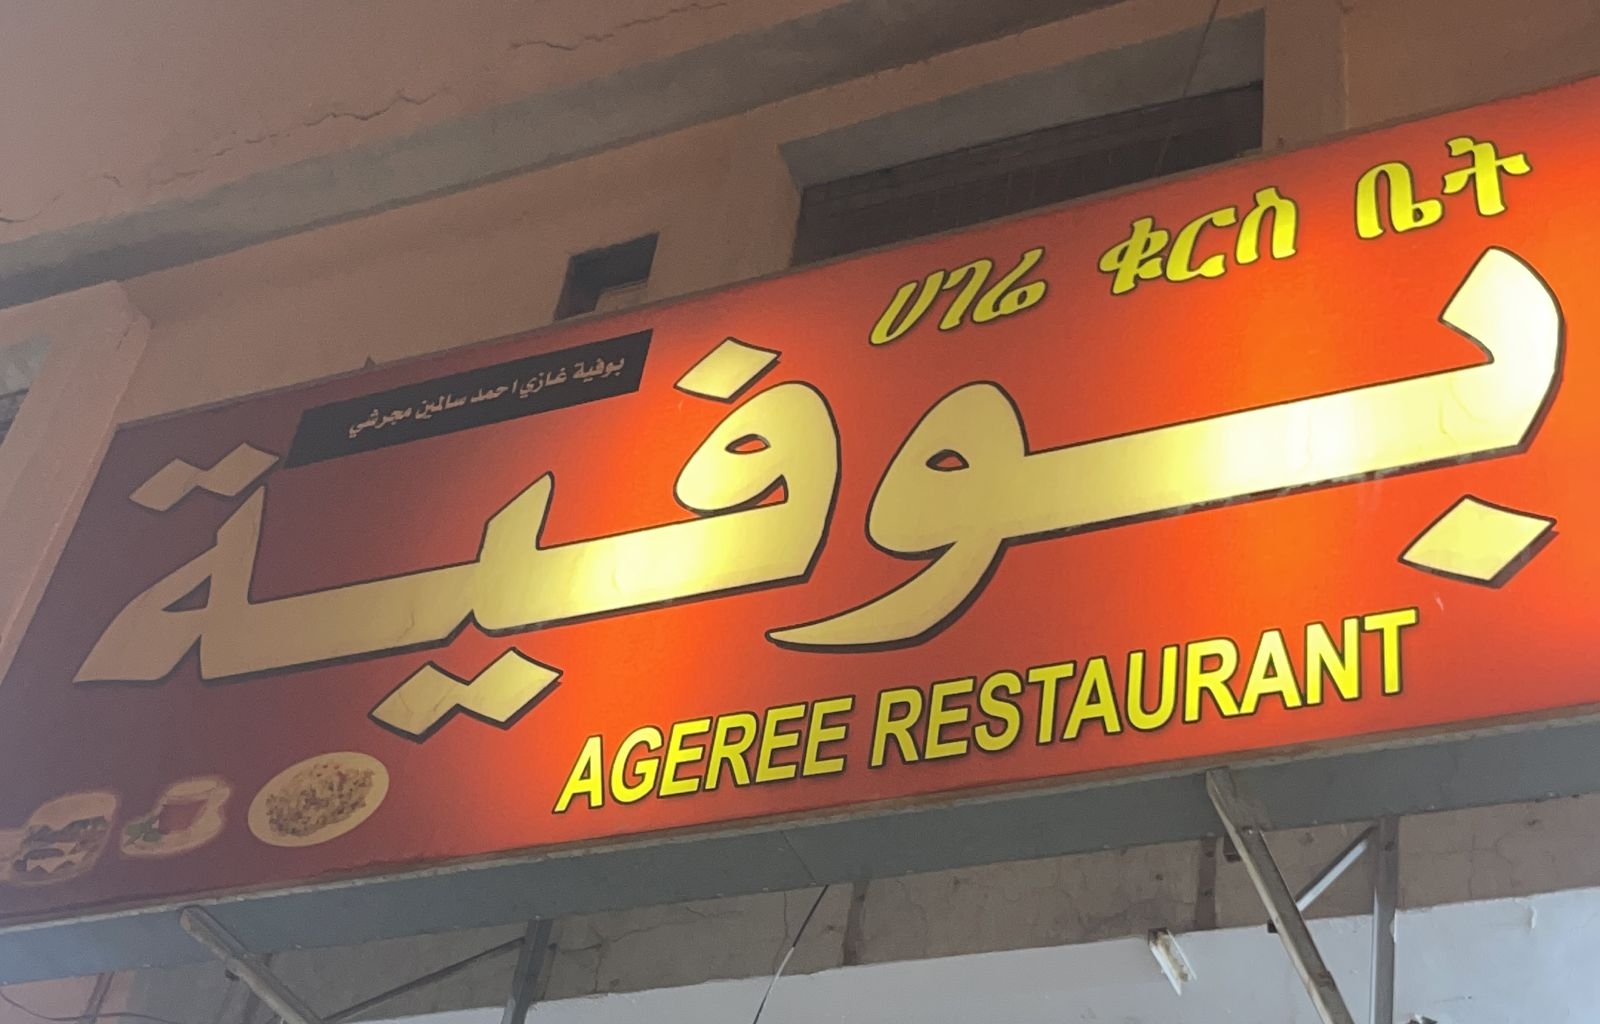 ሀገሬ ቁርስ ቤት
بوفية غازي احمد سالمين مجرشي
بوفية
AGEREE RESTAURANT